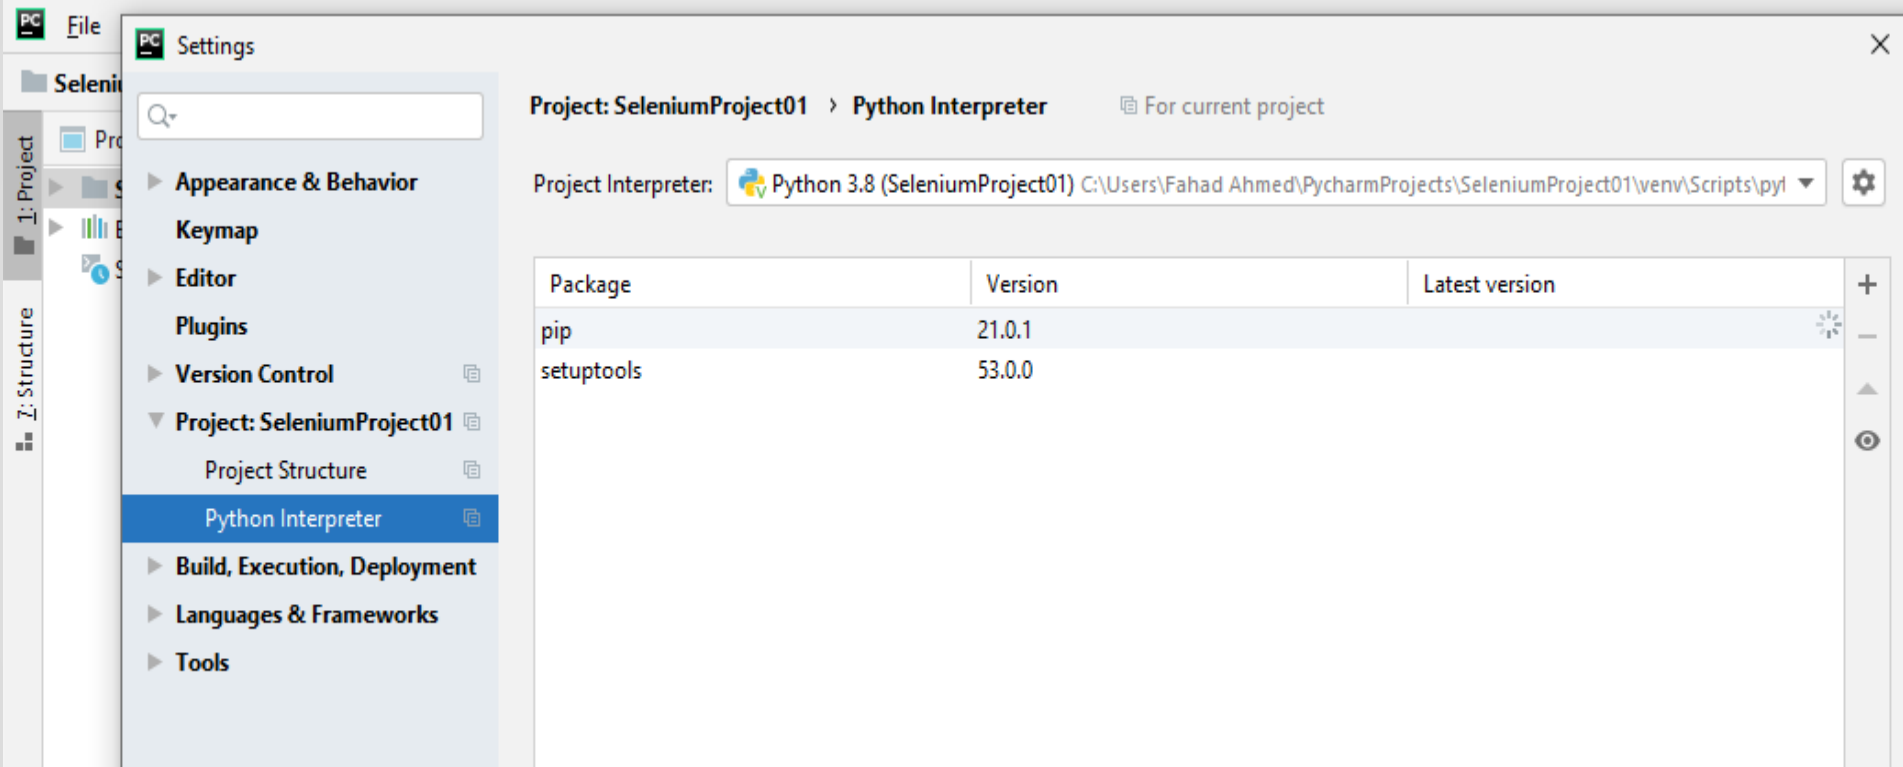 PC File
PC Settings
Project: SeleniumProject01 › Python Interpreter For current project
1: Project
7: Structure
Appearance & Behavior
Keymap
Editor
Plugins
Version Control
Project: SeleniumProject01
Project Structure
Python Interpreter
Build, Execution, Deployment
Languages & Frameworks
Tools
Project Interpreter: Python 3.8 (SeleniumProject01) C:\Users\Fahad Ahmed\PycharmProjects\SeleniumProject01\venv\Scripts\pyt
Package Version Latest version
pip 21.0.1
setuptools 53.0.0